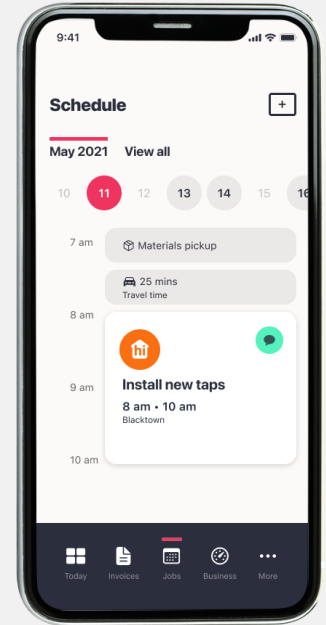 9:41
Schedule
+
May 2021 View all
10 11 12 13 14 15 16
7 am
Materials pickup
25 mins
Travel time
8 am
hi
Install new taps
9 am
8 am • 10 am
Blacktown
10 am
Today Invoices Jobs Business More